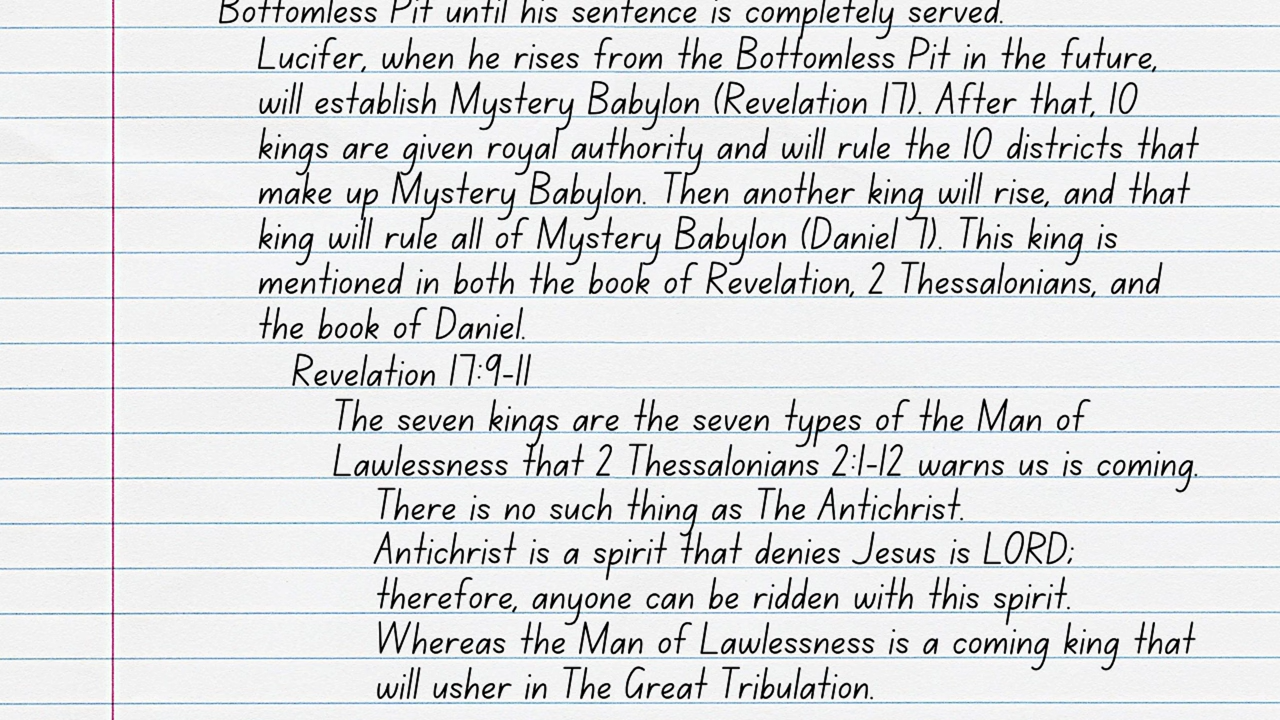 Bottomless Pit until his sentence is completely served.
Lucifer, when he rises from the Bottomless Pit in the future,
will establish Mystery Babylon (Revelation 17). After that, 10
kings are given royal authority and will rule the 10 districts that
make up Mystery Babylon. Then another king will rise, and that
king will rule all of Mystery Babylon (Daniel 7). This king is
mentioned in both the book of Revelation, 2 Thessalonians, and
the book of Daniel.
Revelation 17:9-11
The seven kings are the seven types of the Man of
Lawlessness that 2 Thessalonians 2:1-12 warns us is coming.
There is no such thing as The Antichrist.
Antichrist is a spirit that denies Jesus is LORD;
therefore, anyone can be ridden with this spirit.
Whereas the Man of Lawlessness is a coming king that
will usher in The Great Tribulation.